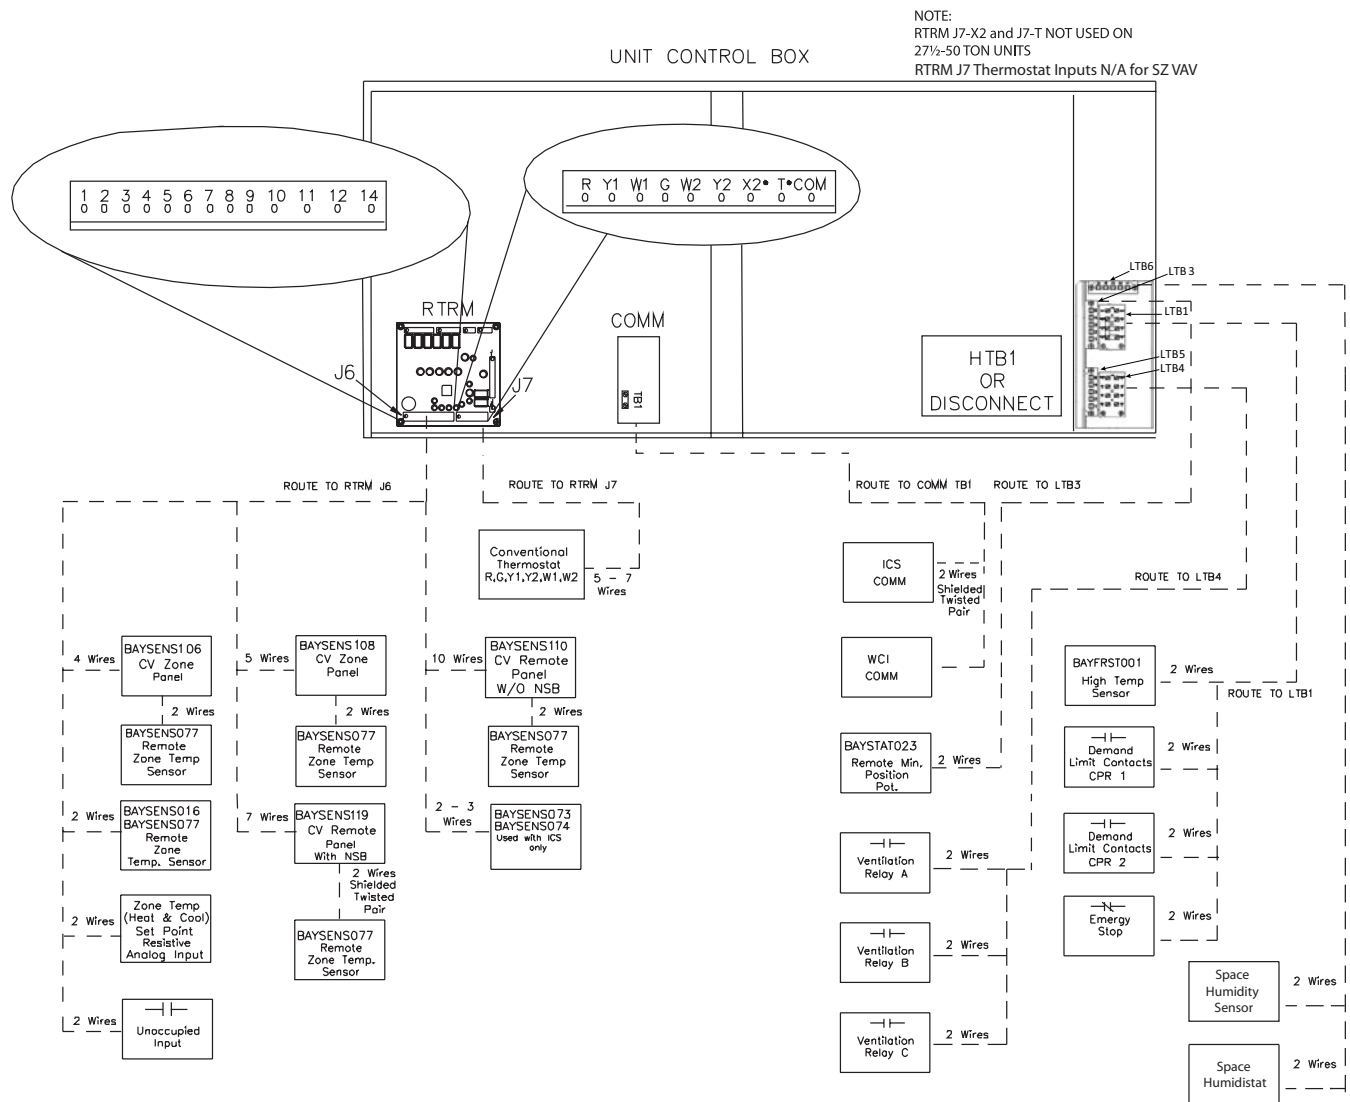 NOTE:
RTRM J7-X2 and J7-T NOT USED ON
27½-50 TON UNITS
RTRM J7 Thermostat Inputs N/A for SZ VAV
UNIT CONTROL BOX
1 2 3 4 5 6 7 8 9 10 11 12 14
R Y1 W1 G W2 Y2 X2• T•COM
LTB6
LTB 3
LTB1
LTB5
LTB4
RTRM
J6
J7
COMM
TB1
HTB1
OR
DISCONNECT
ROUTE TO RTRM J6
ROUTE TO RTRM J7
ROUTE TO COMM TB1
ROUTE TO LTB3
ROUTE TO LTB4
ROUTE TO LTB1
Conventional
Thermostat
R,G,Y1,Y2,W1,W2
5 - 7
Wires
ICS
COMM
2 Wires
Shielded
Twisted
Pair
WCI
COMM
4 Wires
BAYSENS106
CV Zone
Panel
2 Wires
BAYSENS077
Remote
Zone Temp
Sensor
5 Wires
BAYSENS108
CV Zone
Panel
2 Wires
BAYSENS077
Remote
Zone Temp
Sensor
10 Wires
BAYSENS110
CV Remote
Panel
W/O NSB
2 Wires
BAYSENS077
Remote
Zone Temp
Sensor
2 Wires
BAYSENS016
BAYSENS077
Remote
Zone
Temp. Sensor
7 Wires
BAYSENS119
CV Remote
Panel
With NSB
2 Wires
Shielded
Twisted
Pair
BAYSENS077
Remote
Zone Temp.
Sensor
2 - 3
Wires
BAYSENS073
BAYSENS074
Used with ICS
only
2 Wires
Zone Temp
(Heat & Cool)
Set Point
Resistive
Analog Input
2 Wires
Unoccupied
Input
BAYSTAT023
Remote Min.
Position
Pot.
2 Wires
Ventilation
Relay A
2 Wires
Ventilation
Relay B
2 Wires
Ventilation
Relay C
2 Wires
BAYFRST001
High Temp
Sensor
2 Wires
Demand
Limit Contacts
CPR 1
2 Wires
Demand
Limit Contacts
CPR 2
2 Wires
Emergy
Stop
2 Wires
Space
Humidity
Sensor
2 Wires
Space
Humidistat
2 Wires